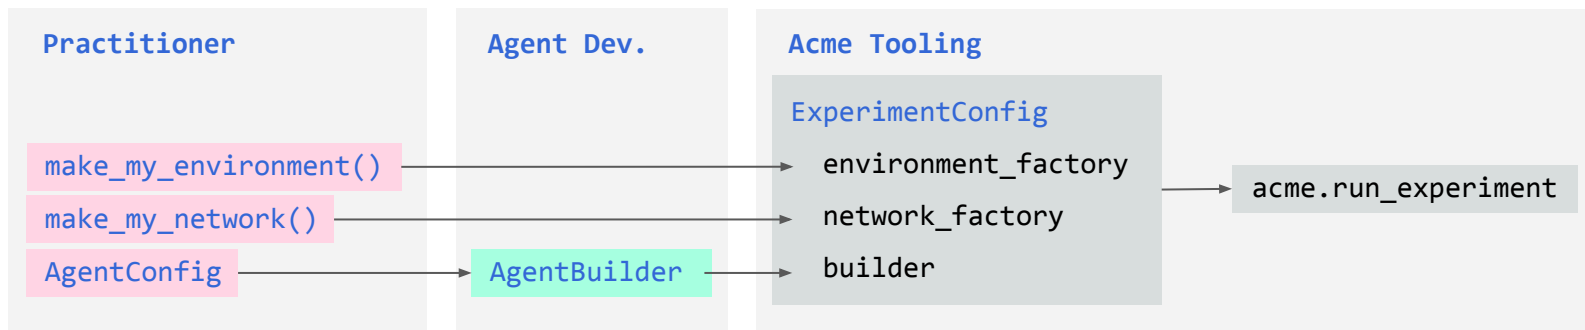 Practitioner
Agent Dev.
Acme Tooling
ExperimentConfig
make_my_environment()
environment_factory
make_my_network()
network_factory
AgentConfig
AgentBuilder
builder
acme.run_experiment